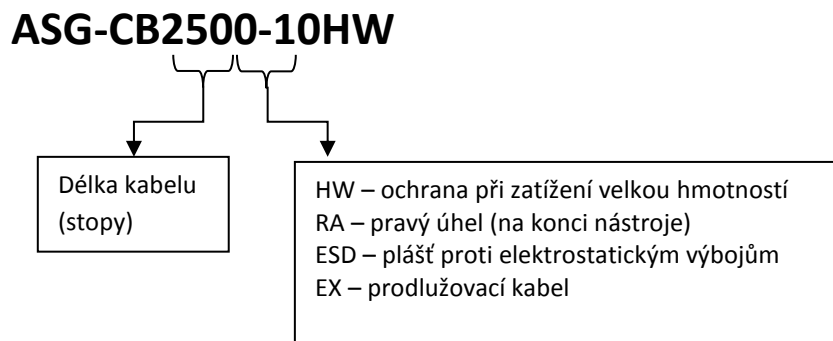 ASG-CB2500-10HW
Délka kabelu
(stopy)
HW – ochrana při zatížení velkou hmotností
RA – pravý úhel (na konci nástroje)
ESD – plášť proti elektrostatickým výbojům
EX – prodlužovací kabel